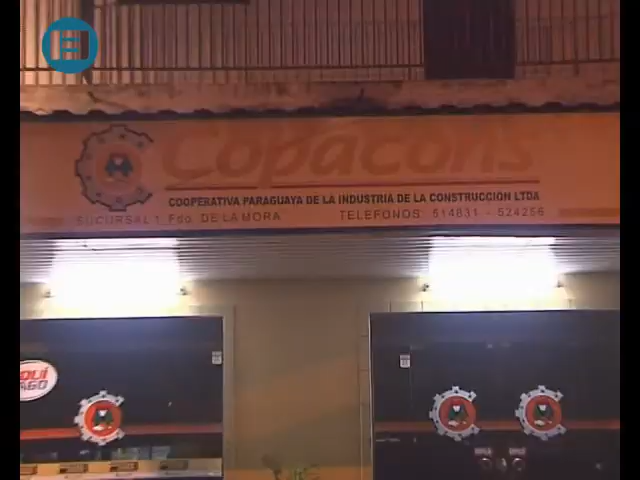 Copacons
COOPERATIVA PARAGUAYA DE LA INDUSTRIA DE LA CONSTRUCCION LTDA
SUCURSAL 1 Fdo. DE LA MORA TELEFONOS. 514831 - 524256